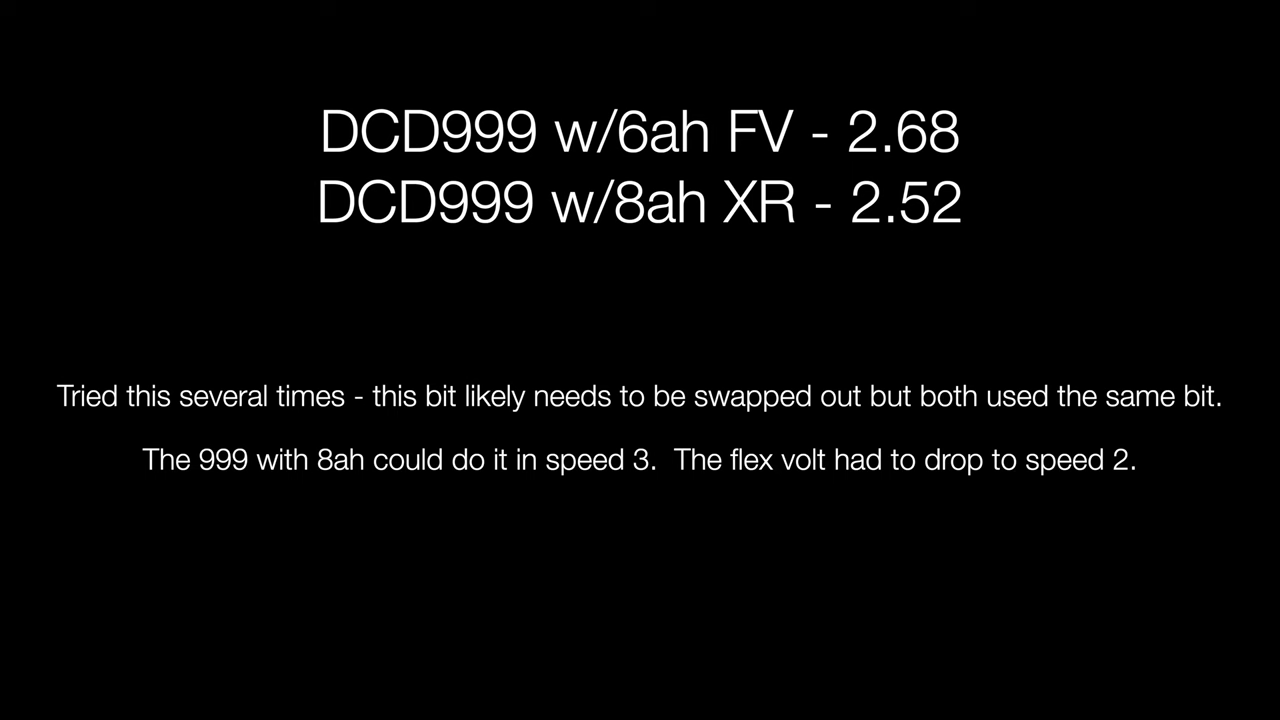 DCD999 w/6ah FV - 2.68
DCD999 w/8ah XR - 2.52
Tried this several times - this bit likely needs to be swapped out but both used the same bit.
The 999 with 8ah could do it in speed 3.  The flex volt had to drop to speed 2.